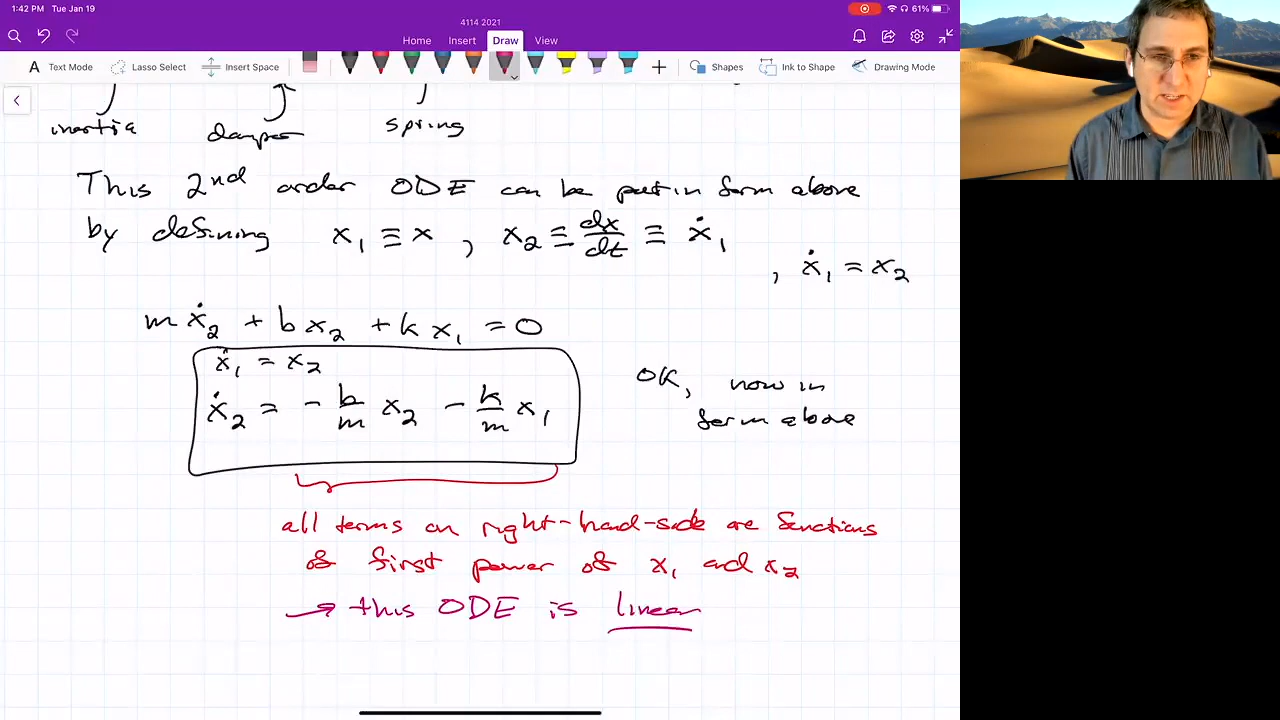 1:42 PM Tue Jan 19
61%
4114 2021
Home Insert Draw View
Text Mode Lasso Select Insert Space Shapes Ink to Shape Drawing Mode
inertia damper spring
This 2nd order ODE can be put in form above
by defining x₁ ≡ x , x₂ ≡ dx/dt ≡ ẋ₁
, ẋ₁ = x₂
m ẋ₂ + b x₂ + k x₁ = 0
ẋ₁ = x₂
ẋ₂ = - b/m x₂ - k/m x₁
OK, now in
form above
all terms on right-hand-side are functions
of first power of x₁ and x₂
→ this ODE is linear